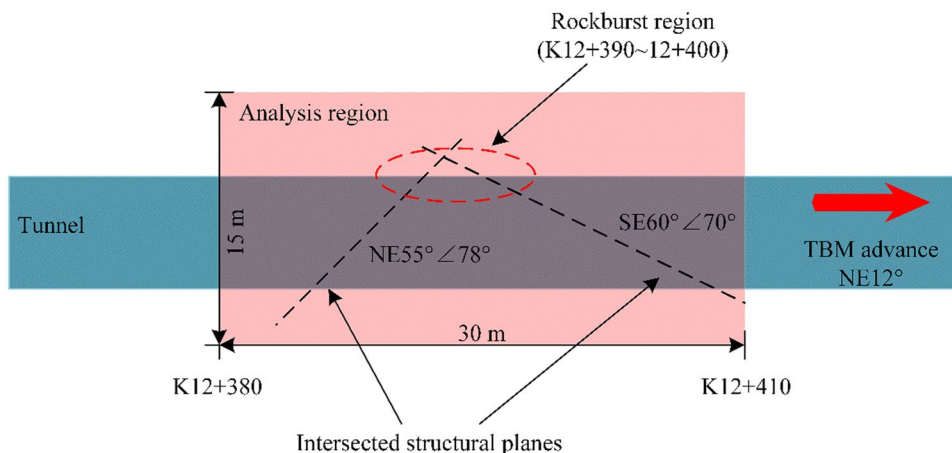 Rockburst region
(K12+390~12+400)
Analysis region
Tunnel
15 m
NE55°∠78°
SE60°∠70°
TBM advance
NE12°
30 m
K12+380
K12+410
Intersected structural planes